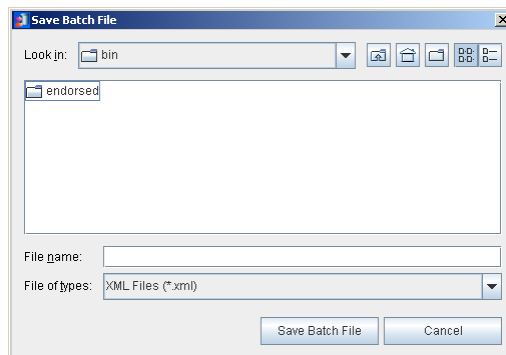 Save Batch File
Look in: bin
endorsed
File name:
File of types: XML Files (*.xml)
Save Batch File Cancel